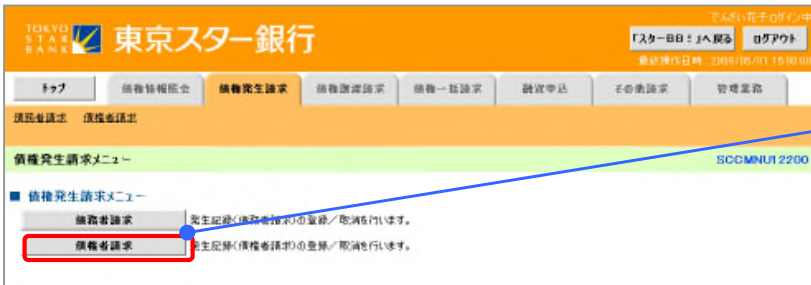 でんさい花子ログイン中
TOKYO STAR BANK 東京スター銀行
「スターBB！」へ戻る ログアウト
最終操作日時 2009/05/01 15:00:00
トップ 債権情報照会 債権発生請求 債権譲渡請求 債権一括請求 融資申込 その他請求 管理業務
債務者請求 債権者請求
債権発生請求メニュー SCCMNU12200
■ 債権発生請求メニュー
債務者請求 発生記録（債務者請求）の登録／取消を行います。
債権者請求 発生記録（債権者請求）の登録／取消を行います。